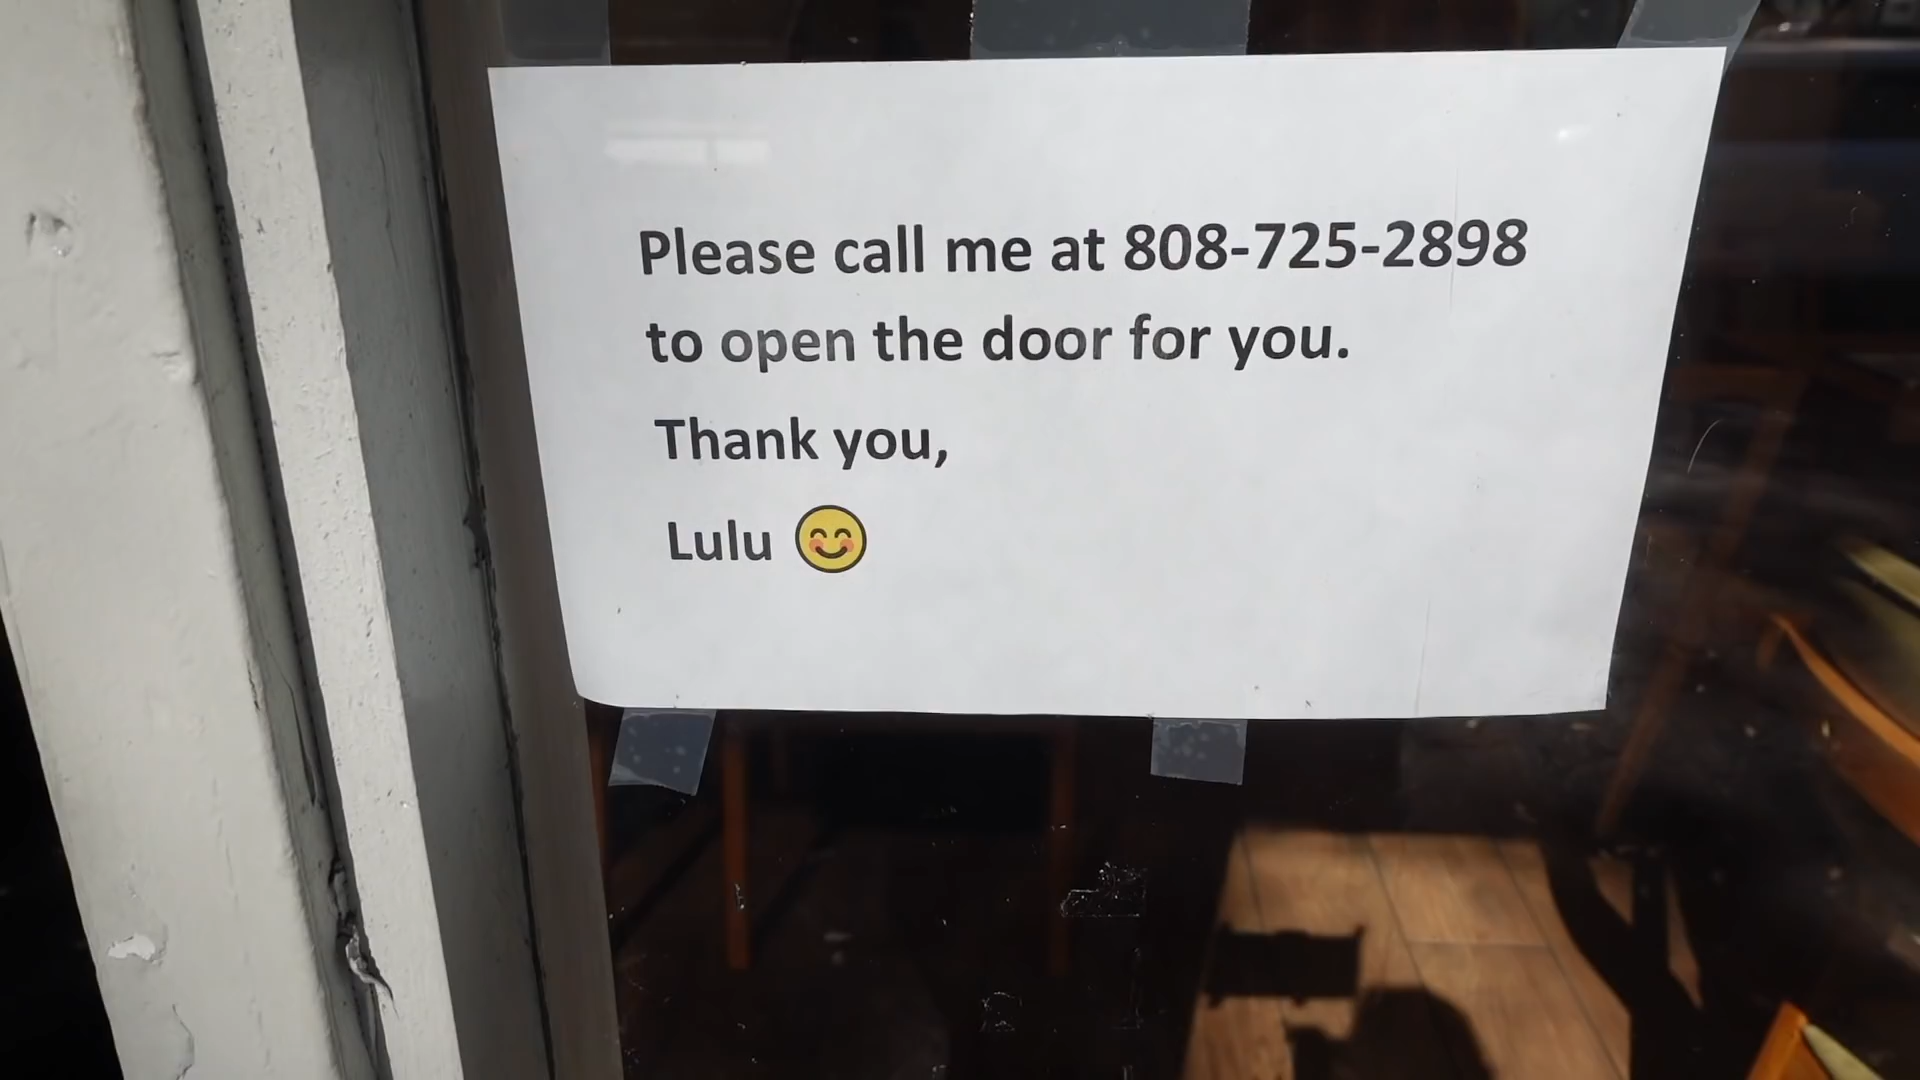 Please call me at 808-725-2898
to open the door for you.
Thank you,
Lulu 😊